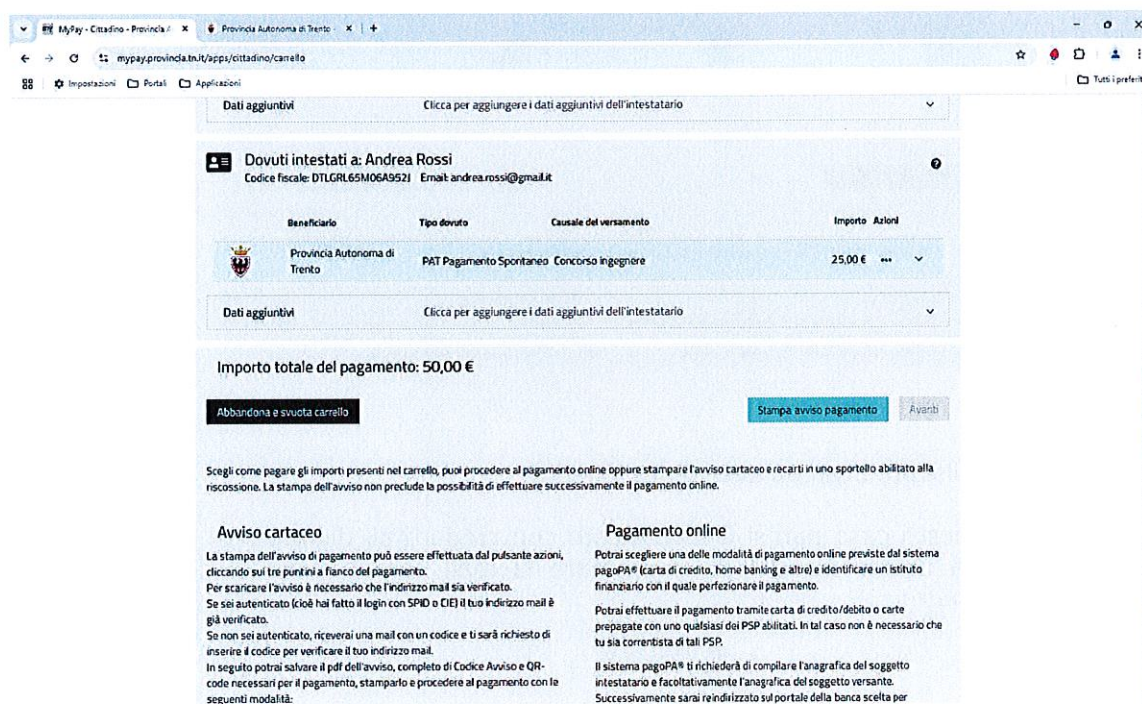 MyPay - Cittadino - Provincia A
Provincia Autonoma di Trento
mypay.provincia.tn.it/apps/cittadino/carrello
Impostazioni Portali Applicazioni
Tutti i preferit
Dati aggiuntivi Clicca per aggiungere i dati aggiuntivi dell'intestatario
Dovuti intestati a: Andrea Rossi
Codice fiscale: DTLGRL65M06A952J Email: andrea.rossi@gmail.it
Beneficiario Tipo dovuto Causale del versamento Importo Azioni
Provincia Autonoma di
Trento
PAT Pagamento Spontaneo Concorso ingegnere 25,00 € •••
Dati aggiuntivi Clicca per aggiungere i dati aggiuntivi dell'intestatario
Importo totale del pagamento: 50,00 €
Abbandona e svuota carrello Stampa avviso pagamento Avanti
Scegli come pagare gli importi presenti nel carrello, puoi procedere al pagamento online oppure stampare l'avviso cartaceo e recarti in uno sportello abilitato alla
riscossione. La stampa dell'avviso non preclude la possibilità di effettuare successivamente il pagamento online.
Avviso cartaceo
La stampa dell'avviso di pagamento può essere effettuata dal pulsante azioni,
cliccando sui tre puntini a fianco del pagamento.
Per scaricare l'avviso è necessario che l'indirizzo mail sia verificato.
Se sei autenticato (cioè hai fatto il login con SPID o CIE) il tuo indirizzo mail è
già verificato.
Se non sei autenticato, riceverai una mail con un codice e ti sarà richiesto di
inserire il codice per verificare il tuo indirizzo mail.
In seguito potrai salvare il pdf dell'avviso, completo di Codice Avviso e QR-
code necessari per il pagamento, stamparlo e procedere al pagamento con le
seguenti modalità:
Pagamento online
Potrai scegliere una delle modalità di pagamento online previste dal sistema
pagoPA® (carta di credito, home banking e altre) e identificare un istituto
finanziario con il quale perfezionare il pagamento.
Potrai effettuare il pagamento tramite carta di credito/debito o carte
prepagate con uno qualsiasi dei PSP abilitati. In tal caso non è necessario che
tu sia correntista di tali PSP.
Il sistema pagoPA® ti richiederà di compilare l'anagrafica del soggetto
intestatario e facoltativamente l'anagrafica del soggetto versante.
Successivamente sarai reindirizzato sul portale della banca scelta per